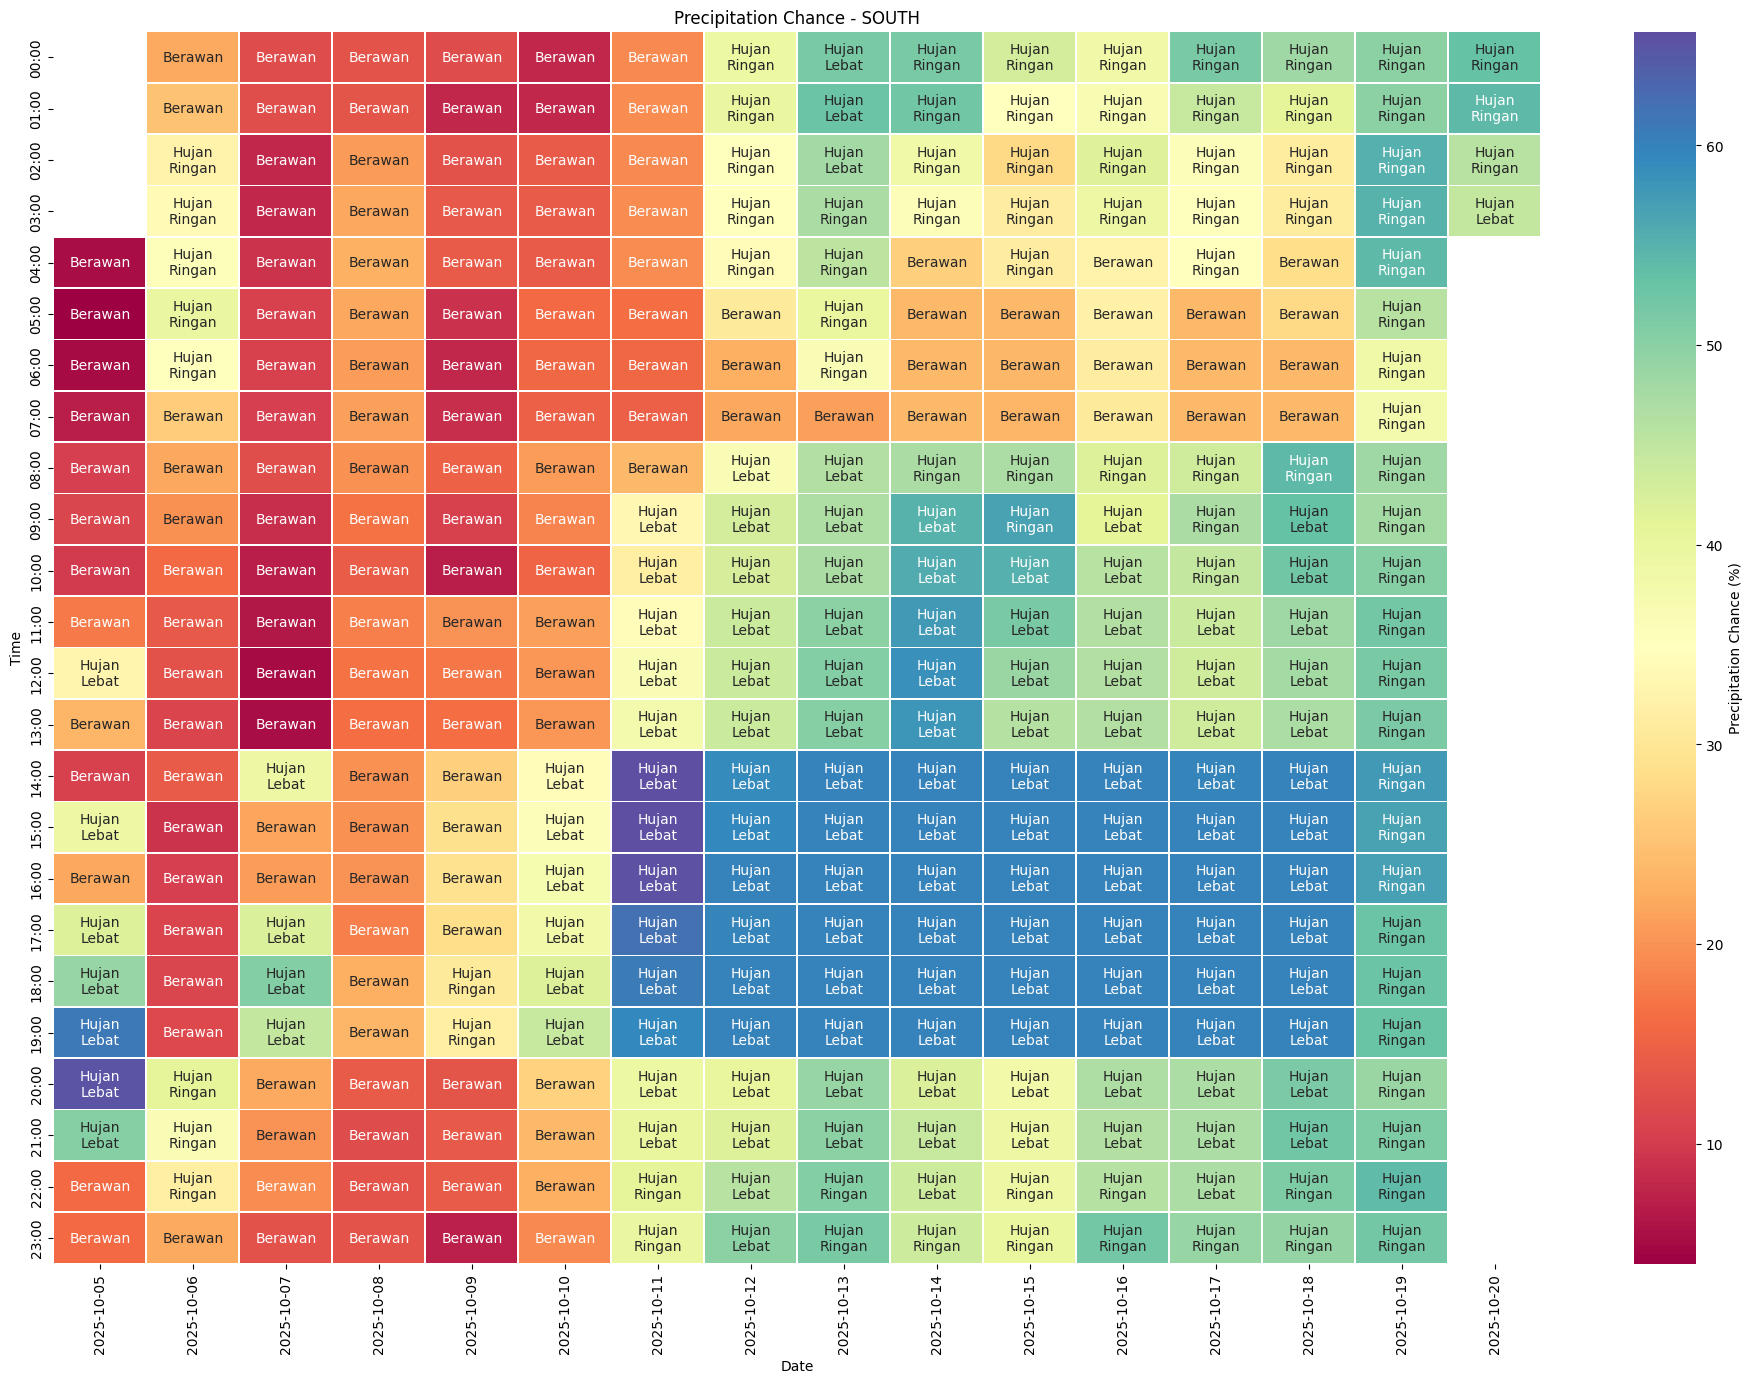 Precipitation Chance - SOUTH
00:00 Berawan Berawan Berawan Berawan Berawan Berawan Hujan Ringan Hujan Lebat Hujan Ringan Hujan Ringan Hujan Ringan Hujan Ringan Hujan Ringan Hujan Ringan Hujan Ringan
01:00 Berawan Berawan Berawan Berawan Berawan Berawan Hujan Ringan Hujan Lebat Hujan Ringan Hujan Ringan Hujan Ringan Hujan Ringan Hujan Ringan Hujan Ringan Hujan Ringan
02:00 Hujan Ringan Berawan Berawan Berawan Berawan Berawan Hujan Ringan Hujan Lebat Hujan Ringan Hujan Ringan Hujan Ringan Hujan Ringan Hujan Ringan Hujan Ringan Hujan Ringan
03:00 Hujan Ringan Berawan Berawan Berawan Berawan Berawan Hujan Ringan Hujan Ringan Hujan Ringan Hujan Ringan Hujan Ringan Hujan Ringan Hujan Ringan Hujan Ringan Hujan Lebat
04:00 Berawan Hujan Ringan Berawan Berawan Berawan Berawan Berawan Hujan Ringan Hujan Ringan Berawan Hujan Ringan Berawan Hujan Ringan Berawan Hujan Ringan
05:00 Berawan Hujan Ringan Berawan Berawan Berawan Berawan Berawan Berawan Hujan Ringan Berawan Berawan Berawan Berawan Berawan Hujan Ringan
06:00 Berawan Hujan Ringan Berawan Berawan Berawan Berawan Berawan Berawan Hujan Ringan Berawan Berawan Berawan Berawan Berawan Hujan Ringan
07:00 Berawan Berawan Berawan Berawan Berawan Berawan Berawan Berawan Berawan Berawan Berawan Berawan Berawan Berawan Hujan Ringan
08:00 Berawan Berawan Berawan Berawan Berawan Berawan Berawan Hujan Lebat Hujan Lebat Hujan Ringan Hujan Ringan Hujan Ringan Hujan Ringan Hujan Ringan Hujan Ringan
09:00 Berawan Berawan Berawan Berawan Berawan Berawan Hujan Lebat Hujan Lebat Hujan Lebat Hujan Lebat Hujan Ringan Hujan Lebat Hujan Ringan Hujan Lebat Hujan Ringan
10:00 Berawan Berawan Berawan Berawan Berawan Berawan Hujan Lebat Hujan Lebat Hujan Lebat Hujan Lebat Hujan Lebat Hujan Lebat Hujan Ringan Hujan Lebat Hujan Ringan
11:00 Berawan Berawan Berawan Berawan Berawan Berawan Hujan Lebat Hujan Lebat Hujan Lebat Hujan Lebat Hujan Lebat Hujan Lebat Hujan Lebat Hujan Lebat Hujan Ringan
12:00 Hujan Lebat Berawan Berawan Berawan Berawan Berawan Hujan Lebat Hujan Lebat Hujan Lebat Hujan Lebat Hujan Lebat Hujan Lebat Hujan Lebat Hujan Lebat Hujan Ringan
13:00 Berawan Berawan Berawan Berawan Berawan Berawan Hujan Lebat Hujan Lebat Hujan Lebat Hujan Lebat Hujan Lebat Hujan Lebat Hujan Lebat Hujan Lebat Hujan Ringan
14:00 Berawan Berawan Hujan Lebat Berawan Berawan Hujan Lebat Hujan Lebat Hujan Lebat Hujan Lebat Hujan Lebat Hujan Lebat Hujan Lebat Hujan Lebat Hujan Lebat Hujan Ringan
15:00 Hujan Lebat Berawan Berawan Berawan Berawan Hujan Lebat Hujan Lebat Hujan Lebat Hujan Lebat Hujan Lebat Hujan Lebat Hujan Lebat Hujan Lebat Hujan Lebat Hujan Ringan
16:00 Berawan Berawan Berawan Berawan Berawan Hujan Lebat Hujan Lebat Hujan Lebat Hujan Lebat Hujan Lebat Hujan Lebat Hujan Lebat Hujan Lebat Hujan Lebat Hujan Ringan
17:00 Hujan Lebat Berawan Hujan Lebat Berawan Berawan Hujan Lebat Hujan Lebat Hujan Lebat Hujan Lebat Hujan Lebat Hujan Lebat Hujan Lebat Hujan Lebat Hujan Lebat Hujan Ringan
18:00 Hujan Lebat Berawan Hujan Lebat Berawan Hujan Ringan Hujan Lebat Hujan Lebat Hujan Lebat Hujan Lebat Hujan Lebat Hujan Lebat Hujan Lebat Hujan Lebat Hujan Lebat Hujan Ringan
19:00 Hujan Lebat Berawan Hujan Lebat Berawan Hujan Ringan Hujan Lebat Hujan Lebat Hujan Lebat Hujan Lebat Hujan Lebat Hujan Lebat Hujan Lebat Hujan Lebat Hujan Lebat Hujan Ringan
20:00 Hujan Lebat Hujan Ringan Berawan Berawan Berawan Berawan Hujan Lebat Hujan Lebat Hujan Lebat Hujan Lebat Hujan Lebat Hujan Lebat Hujan Lebat Hujan Lebat Hujan Ringan
21:00 Hujan Lebat Hujan Ringan Berawan Berawan Berawan Berawan Hujan Lebat Hujan Lebat Hujan Lebat Hujan Lebat Hujan Lebat Hujan Lebat Hujan Lebat Hujan Lebat Hujan Ringan
22:00 Berawan Hujan Ringan Berawan Berawan Berawan Berawan Hujan Ringan Hujan Lebat Hujan Ringan Hujan Lebat Hujan Ringan Hujan Ringan Hujan Lebat Hujan Ringan Hujan Ringan
23:00 Berawan Berawan Berawan Berawan Berawan Berawan Hujan Ringan Hujan Lebat Hujan Ringan Hujan Ringan Hujan Ringan Hujan Ringan Hujan Ringan Hujan Ringan Hujan Ringan
Time
2025-10-05
2025-10-06
2025-10-07
2025-10-08
2025-10-09
2025-10-10
2025-10-11
2025-10-12
2025-10-13
2025-10-14
2025-10-15
2025-10-16
2025-10-17
2025-10-18
2025-10-19
2025-10-20
Date
60
50
40
30
20
10
Precipitation Chance (%)